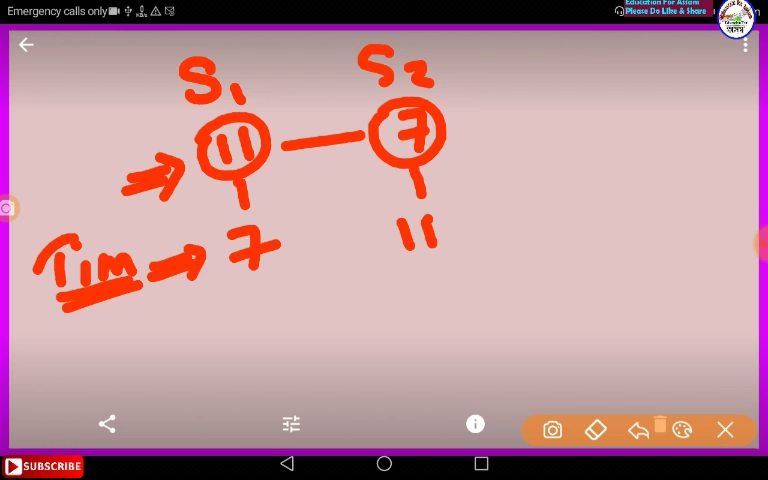 Emergency calls only
Education For Assam
Please Do Like & Share
S1 S2
11 7
7 11
Tim
SUBSCRIBE